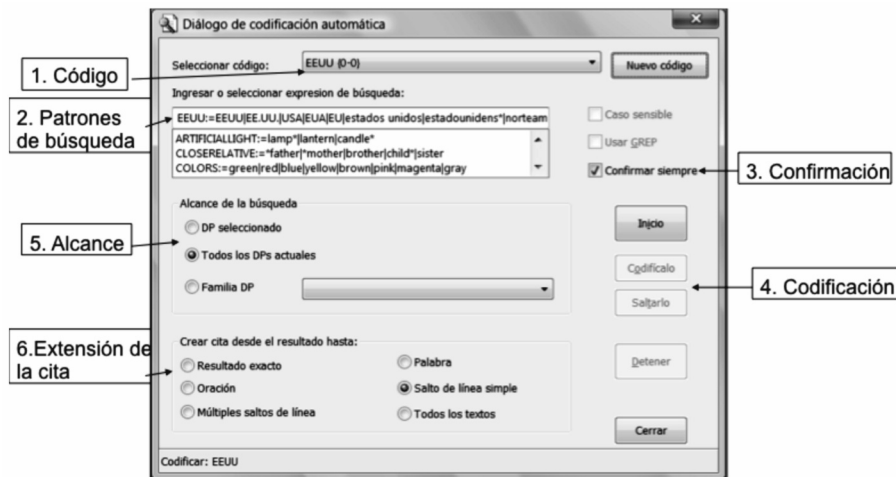 Diálogo de codificación automática
1. Código
Seleccionar código:
EEUU (0-0)
Nuevo código
Ingresar o seleccionar expresion de búsqueda:
2. Patrones
de búsqueda
EEUU:=EEUU|EE.UU.|USA|EUA|EU|estados unidos|estadounidens*|norteam
ARTIFICIALLIGHT:=lamp*|lantern|candle*
CLOSERELATIVE:=*father|*mother|brother|child*|sister
COLORS:=green|red|blue|yellow|brown|pink|magenta|gray
Caso sensible
Usar GREP
Confirmar siempre
3. Confirmación
Alcance de la búsqueda
DP seleccionado
5. Alcance
Todos los DPs actuales
Familia DP
Inicio
Codifícalo
Saltarlo
4. Codificación
6.Extensión de
la cita
Crear cita desde el resultado hasta:
Resultado exacto
Palabra
Oración
Salto de línea simple
Múltiples saltos de línea
Todos los textos
Detener
Cerrar
Codificar: EEUU